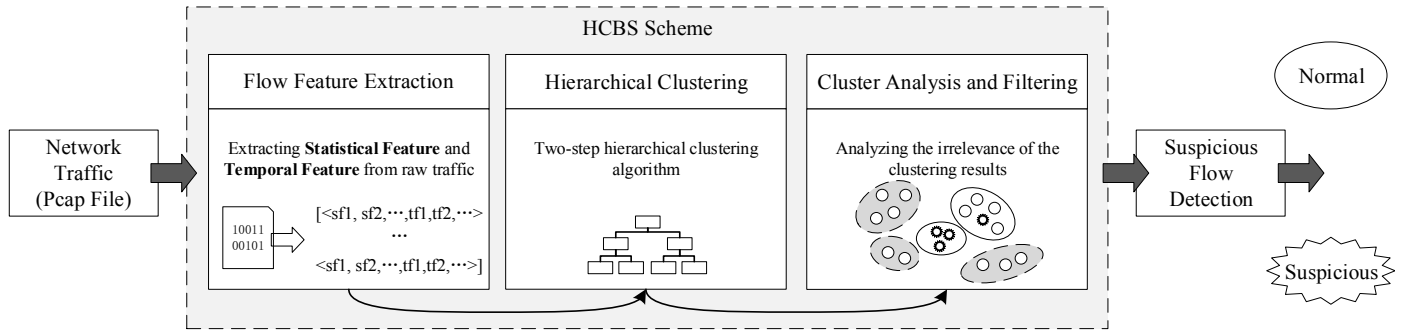 HCBS Scheme
Network
Traffic
(Pcap File)
Flow Feature Extraction
Extracting Statistical Feature and
Temporal Feature from raw traffic
10011
00101
[<sf1, sf2,···,tf1,tf2,···>
···
<sf1, sf2,···,tf1,tf2,···>]
Hierarchical Clustering
Two-step hierarchical clustering
algorithm
Cluster Analysis and Filtering
Analyzing the irrelevance of the
clustering results
Suspicious
Flow
Detection
Normal
Suspicious